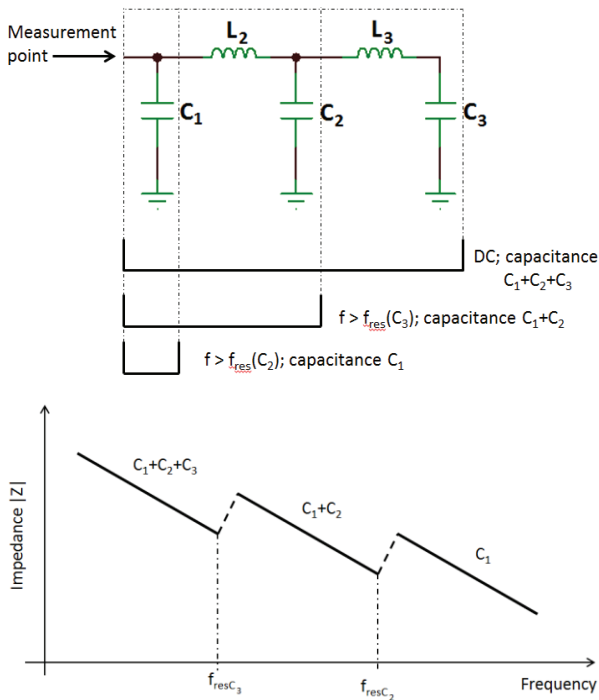 Measurement
point
L₂
L₃
C₁
C₂
C₃
DC; capacitance
C₁+C₂+C₃
f > fres(C₃); capacitance C₁+C₂
f > fres(C₂); capacitance C₁
Impedance |Z|
C₁+C₂+C₃
C₁+C₂
C₁
fresC₃
fresC₂
Frequency